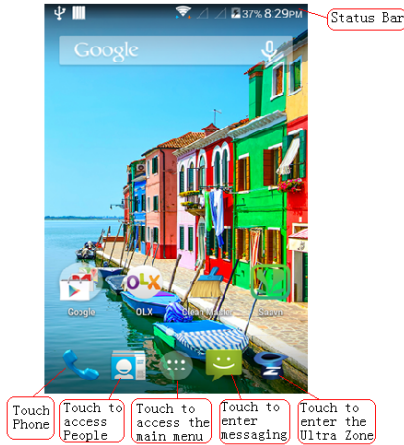 37% 8:29PM
Status Bar
Google
Google
OLX
Clean Master
Touch
Phone
Touch to
access
People
Touch to
access the
main menu
Touch to
enter
messaging
Touch to
enter the
Ultra Zone